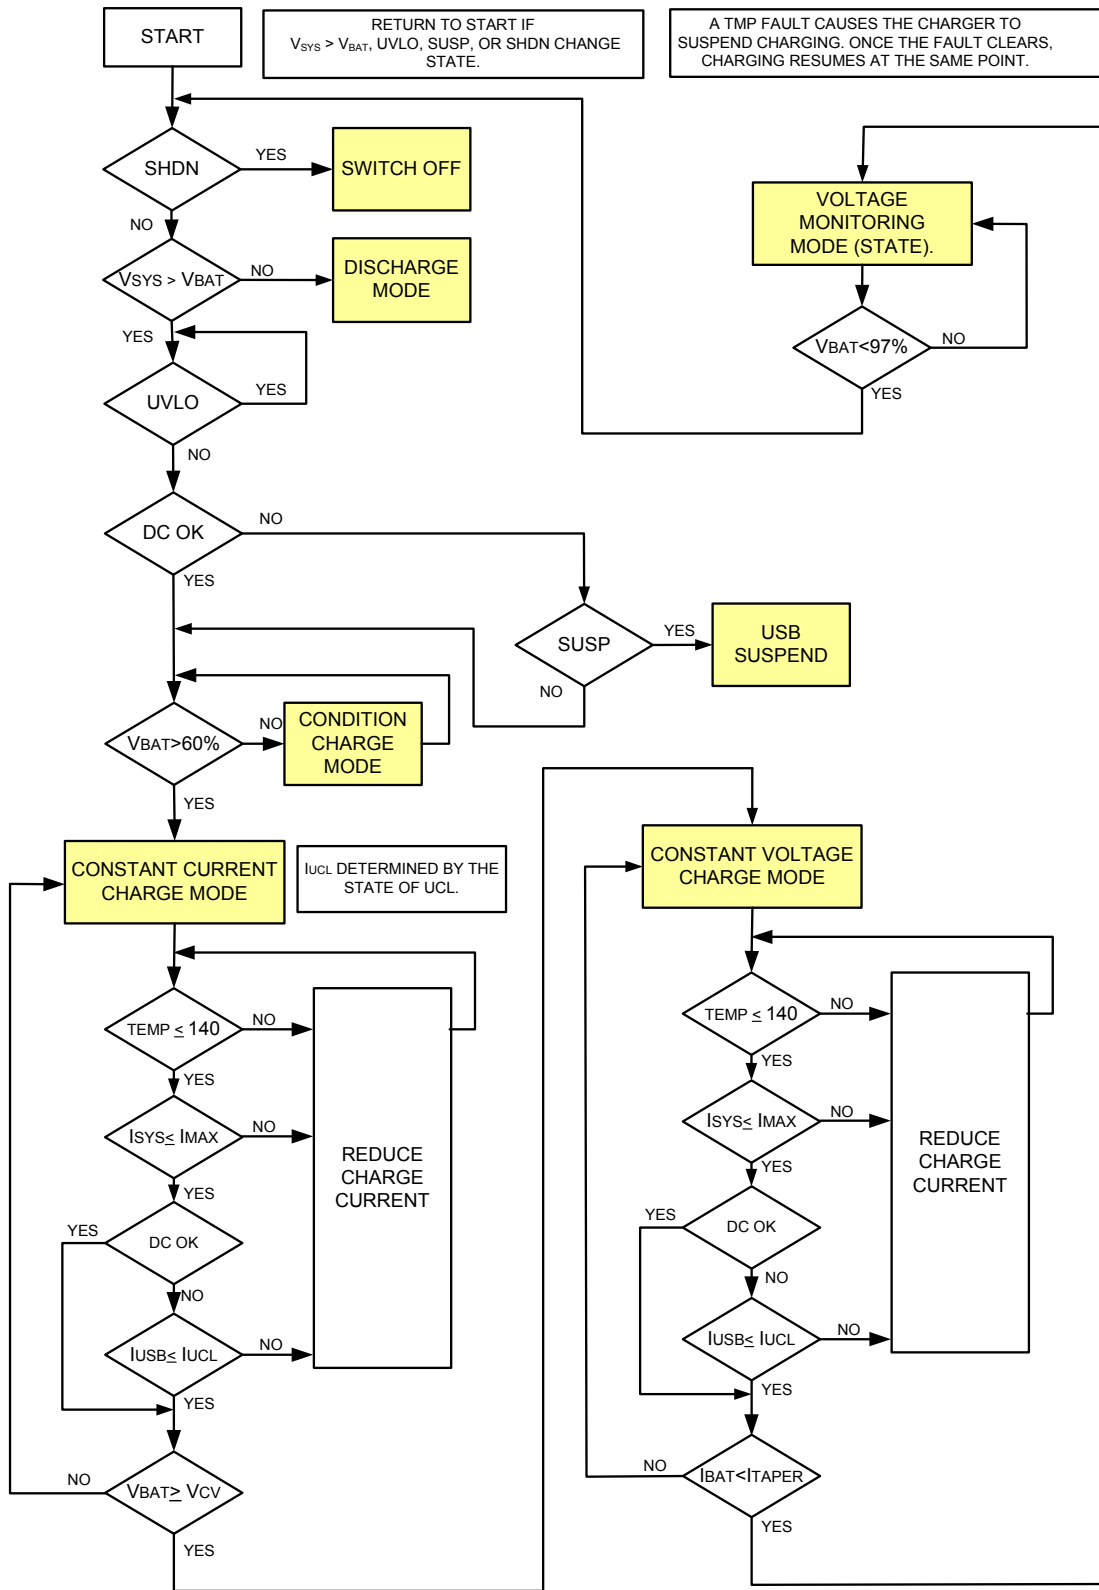 START
RETURN TO START IF
VSYS > VBAT, UVLO, SUSP, OR SHDN CHANGE
STATE.
A TMP FAULT CAUSES THE CHARGER TO
SUSPEND CHARGING. ONCE THE FAULT CLEARS,
CHARGING RESUMES AT THE SAME POINT.
SHDN
YES
SWITCH OFF
NO
VSYS > VBAT
NO
DISCHARGE
MODE
YES
UVLO
YES
NO
VOLTAGE
MONITORING
MODE (STATE).
VBAT<97%
NO
YES
DC OK
NO
YES
SUSP
YES
USB
SUSPEND
NO
VBAT>60%
NO
CONDITION
CHARGE
MODE
YES
CONSTANT CURRENT
CHARGE MODE
IUCL DETERMINED BY THE
STATE OF UCL.
TEMP ≤ 140
NO
YES
ISYS≤ IMAX
NO
YES
REDUCE
CHARGE
CURRENT
DC OK
YES
NO
IUSB≤ IUCL
NO
YES
VBAT≥ VCV
NO
YES
CONSTANT VOLTAGE
CHARGE MODE
TEMP ≤ 140
NO
YES
ISYS≤ IMAX
NO
YES
REDUCE
CHARGE
CURRENT
DC OK
YES
NO
IUSB≤ IUCL
NO
YES
IBAT<ITAPER
NO
YES